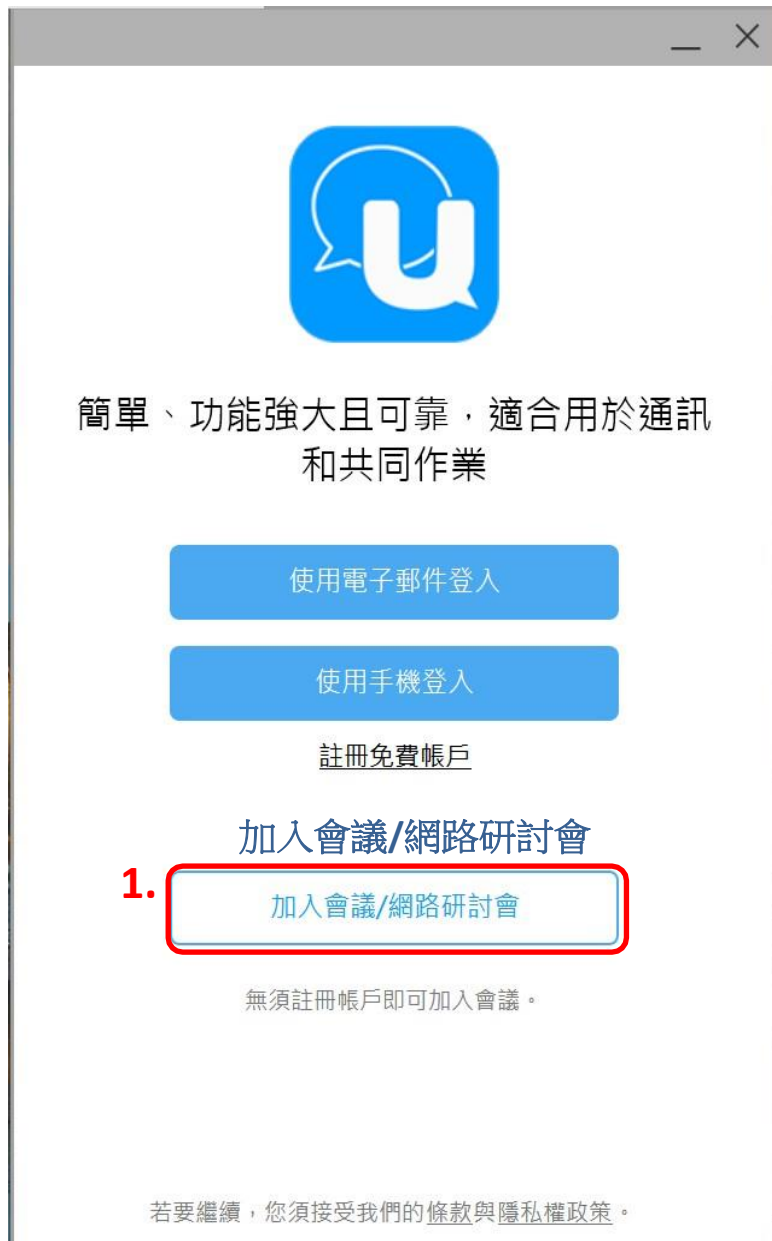 U
簡單、功能強大且可靠，適合用於通訊
和共同作業
使用電子郵件登入
使用手機登入
註冊免費帳戶
加入會議/網路研討會
1.
加入會議/網路研討會
無須註冊帳戶即可加入會議。
若要繼續，您須接受我們的條款與隱私權政策。